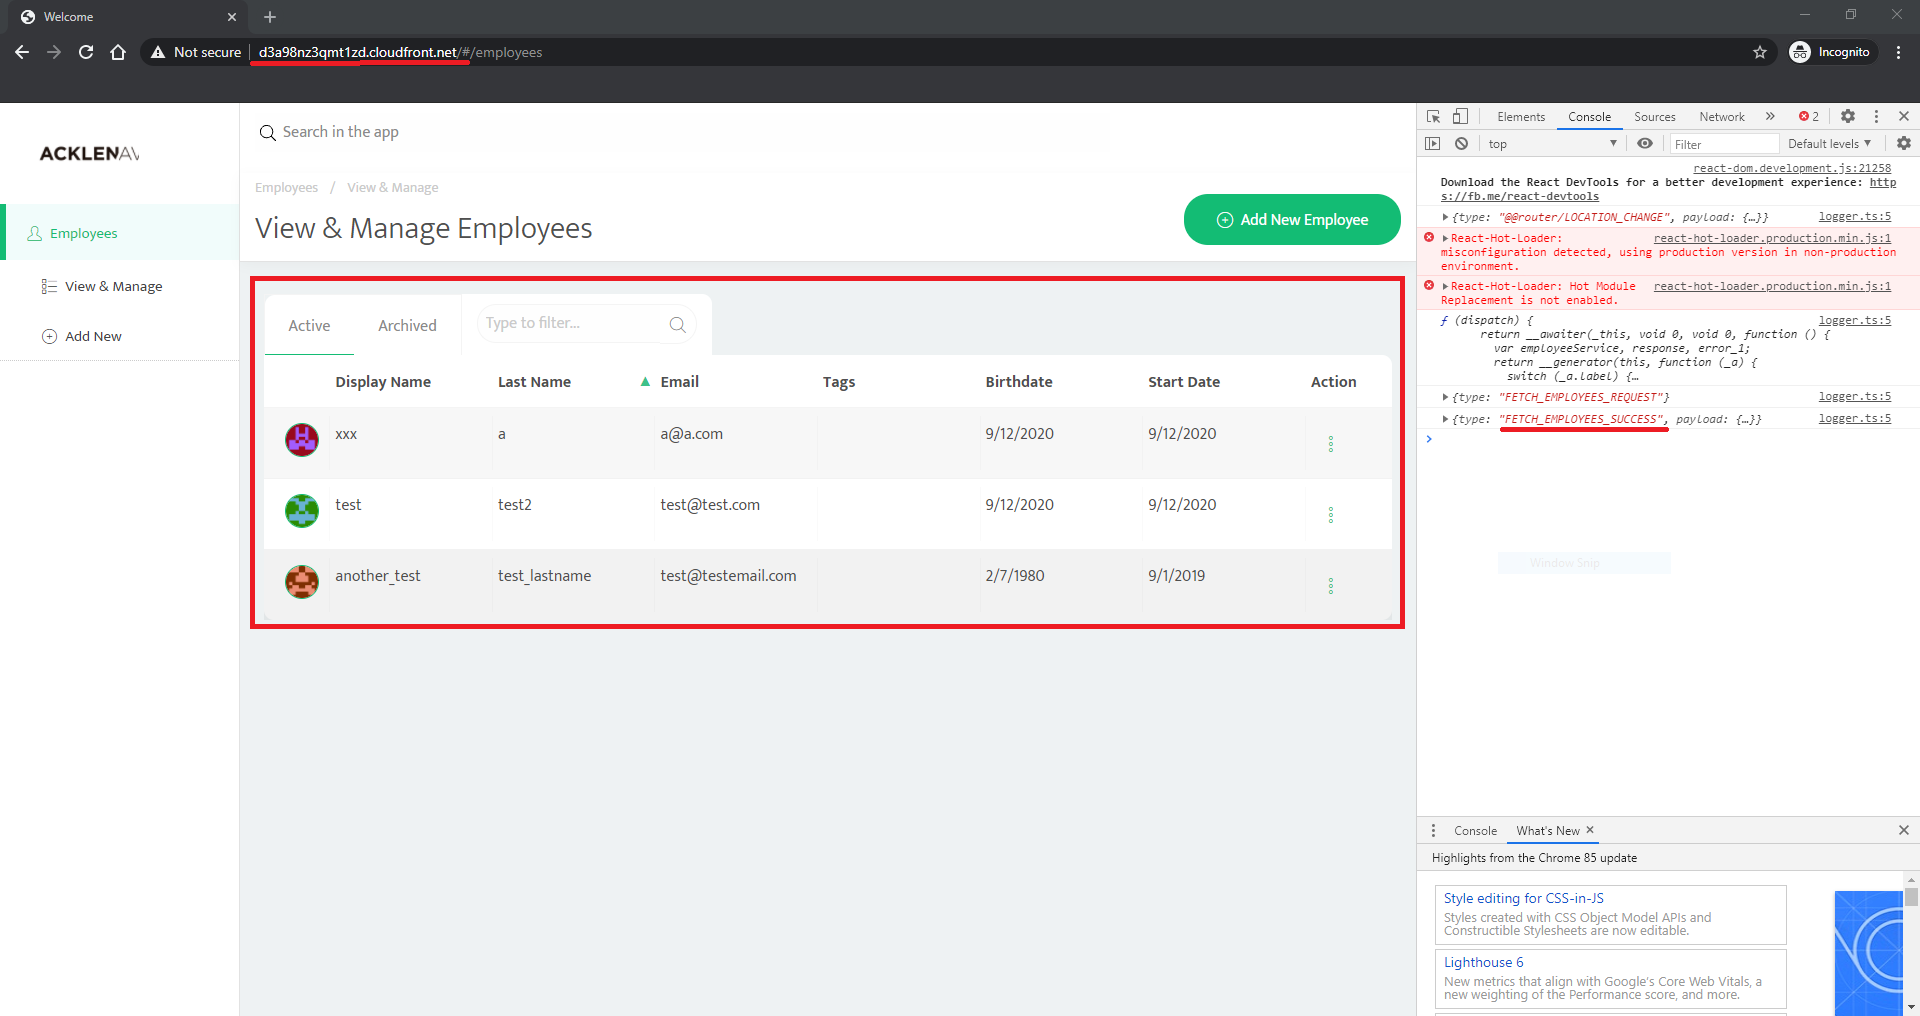 Welcome
Not secure
d3a98nz3qmt1zd.cloudfront.net/#/employees
Incognito
ACKLENAV
Search in the app
Employees / View & Manage
View & Manage Employees
Add New Employee
Employees
View & Manage
Add New
Active
Archived
Type to filter...
Display Name Last Name Email Tags Birthdate Start Date Action
xxx a a@a.com 9/12/2020 9/12/2020
test test2 test@test.com 9/12/2020 9/12/2020
another_test test_lastname test@testemail.com 2/7/1980 9/1/2019
Elements Console Sources Network 2
top Filter Default levels
react-dom.development.js:21258
Download the React DevTools for a better development experience: http
s://fb.me/react-devtools
{type: "@@router/LOCATION_CHANGE", payload: {…}} logger.ts:5
React-Hot-Loader: react-hot-loader.production.min.js:1
misconfiguration detected, using production version in non-production
environment.
React-Hot-Loader: Hot Module react-hot-loader.production.min.js:1
Replacement is not enabled.
ƒ (dispatch) { logger.ts:5
return __awaiter(_this, void 0, void 0, function () {
var employeeService, response, error_1;
return __generator(this, function (_a) {
switch (_a.label) {…
{type: "FETCH_EMPLOYEES_REQUEST"} logger.ts:5
{type: "FETCH_EMPLOYEES_SUCCESS", payload: {…}} logger.ts:5
Window Snip
Console What's New
Highlights from the Chrome 85 update
Style editing for CSS-in-JS
Styles created with CSS Object Model APIs and
Constructible Stylesheets are now editable.
Lighthouse 6
New metrics that align with Google's Core Web Vitals, a
new weighting of the Performance score, and more.